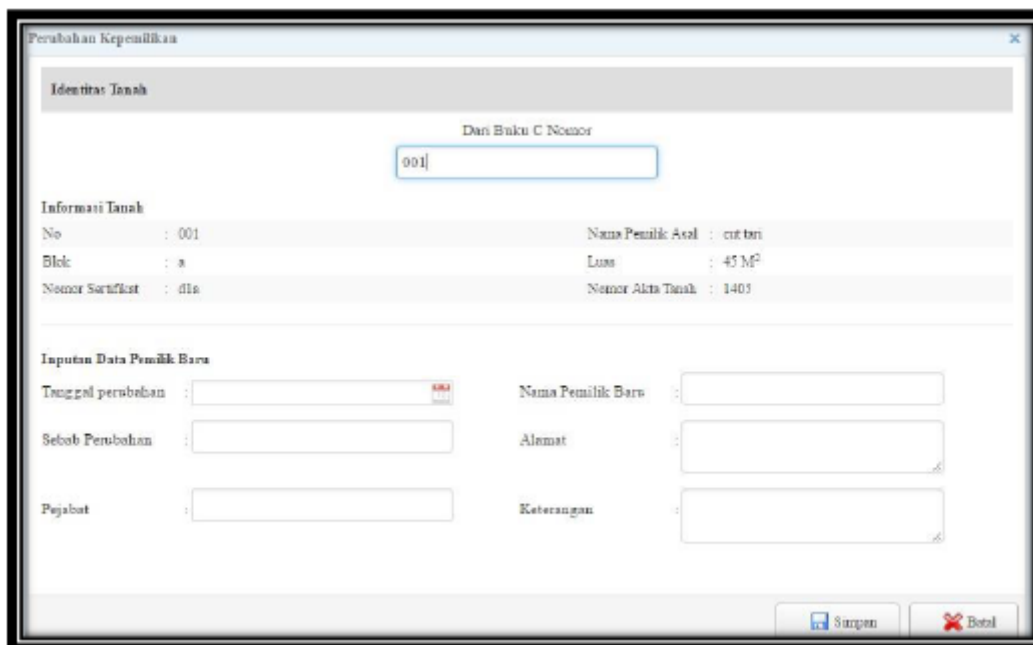 Perubahan Kepemilikan
Identitas Tanah
Dari Buku C Nomor
001
Informasi Tanah
No : 001 Nama Pemilik Asal : cut tari
Blok : a Luas : 45 M²
Nomor Sertifikat : d1a Nomor Akta Tanah : 1405
Inputan Data Pemilik Baru
Tanggal perubahan : Nama Pemilik Baru :
Sebab Perubahan : Alamat :
Pejabat : Keterangan :
Simpan Batal